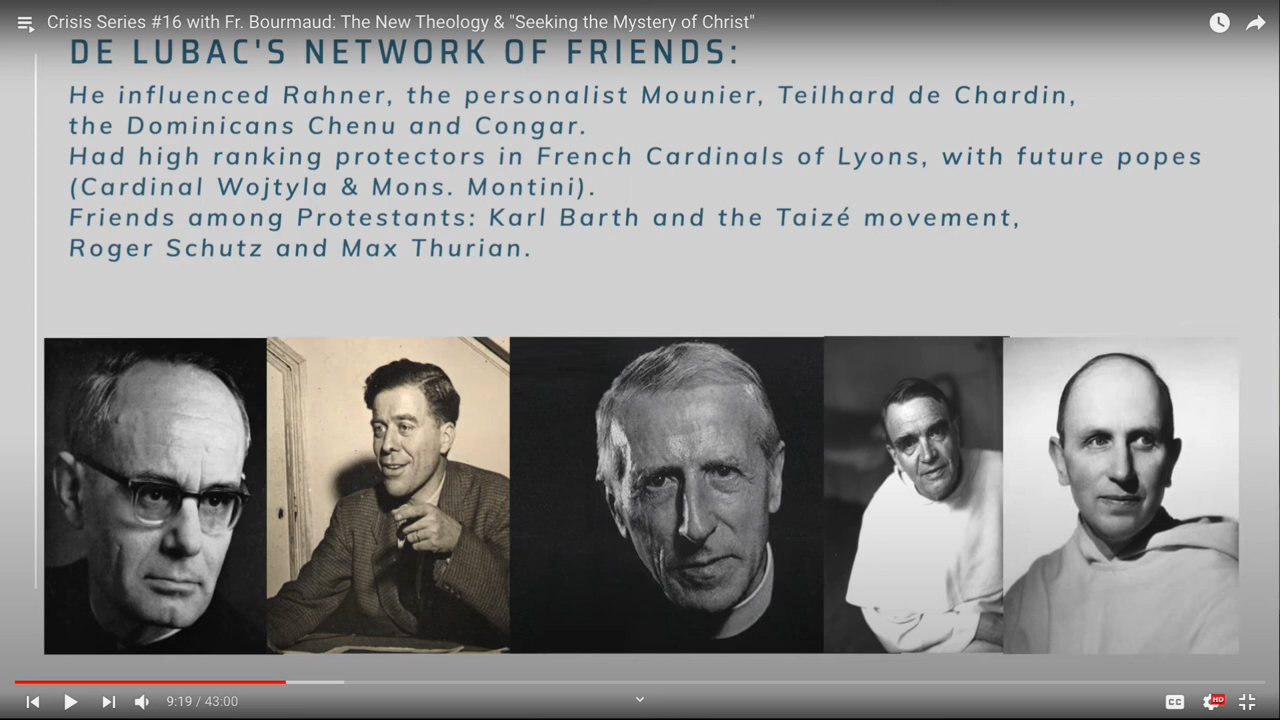 Crisis Series #16 with Fr. Bourmaud: The New Theology & "Seeking the Mystery of Christ"
DE LUBAC'S NETWORK OF FRIENDS:
He influenced Rahner, the personalist Mounier, Teilhard de Chardin,
the Dominicans Chenu and Congar.
Had high ranking protectors in French Cardinals of Lyons, with future popes
(Cardinal Wojtyla & Mons. Montini).
Friends among Protestants: Karl Barth and the Taizé movement,
Roger Schutz and Max Thurian.
9:19 / 43:00
CC
HD